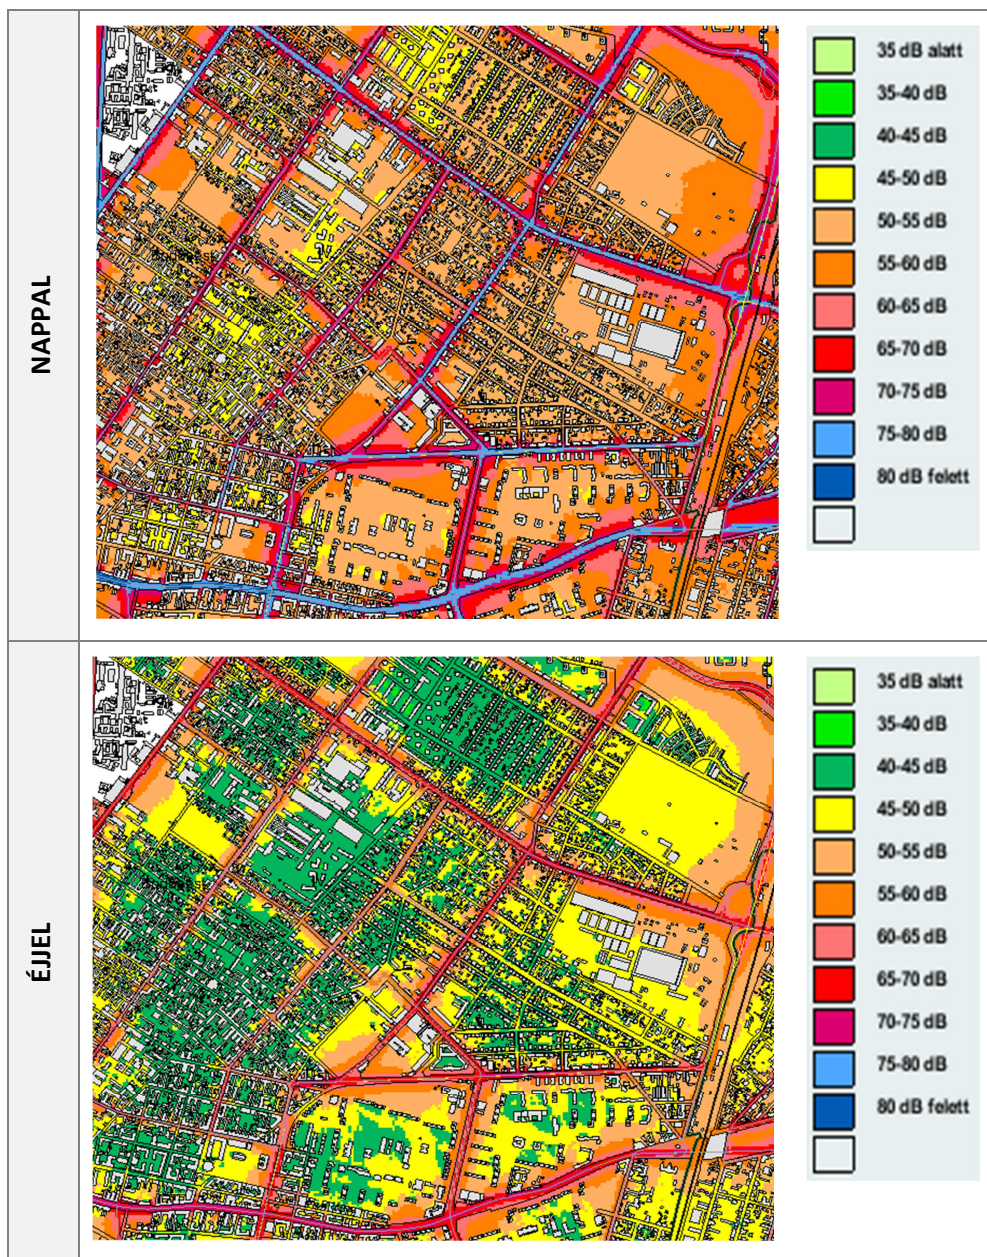 NAPPAL
35 dB alatt
35-40 dB
40-45 dB
45-50 dB
50-55 dB
55-60 dB
60-65 dB
65-70 dB
70-75 dB
75-80 dB
80 dB felett
ÉJJEL
35 dB alatt
35-40 dB
40-45 dB
45-50 dB
50-55 dB
55-60 dB
60-65 dB
65-70 dB
70-75 dB
75-80 dB
80 dB felett